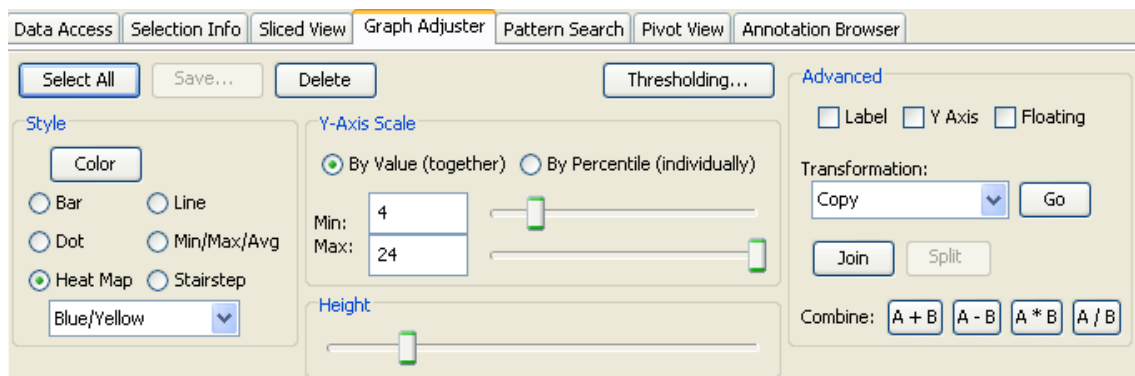 Data Access Selection Info Sliced View Graph Adjuster Pattern Search Pivot View Annotation Browser
Select All Save... Delete Thresholding...
Style
Color
Bar Line
Dot Min/Max/Avg
Heat Map Stairstep
Blue/Yellow
Y-Axis Scale
By Value (together) By Percentile (individually)
Min: 4
Max: 24
Height
Advanced
Label Y Axis Floating
Transformation:
Copy Go
Join Split
Combine: A + B A - B A * B A / B